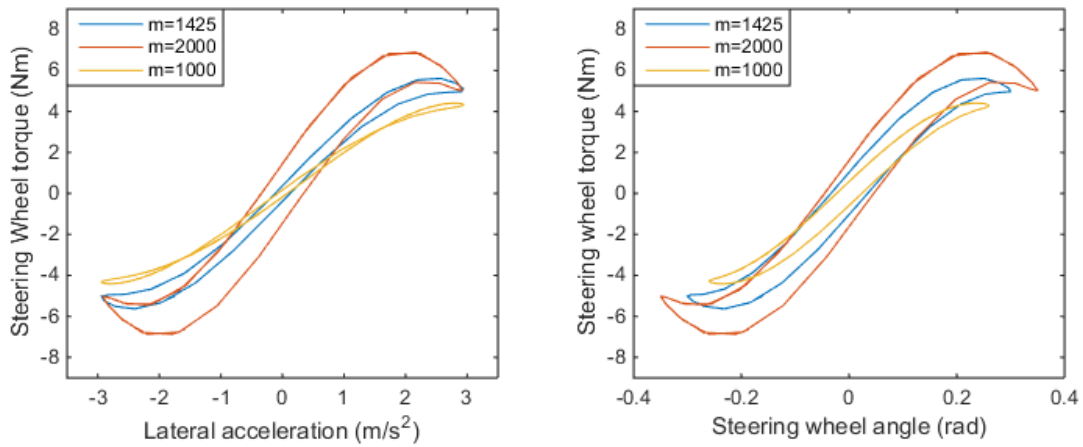 8
6
4
2
0
-2
-4
-6
-8
Steering Wheel torque (Nm)
m=1425
m=2000
m=1000
-3 -2 -1 0 1 2 3
Lateral acceleration (m/s²)
8
6
4
2
0
-2
-4
-6
-8
Steering wheel torque (Nm)
m=1425
m=2000
m=1000
-0.4 -0.2 0 0.2 0.4
Steering wheel angle (rad)